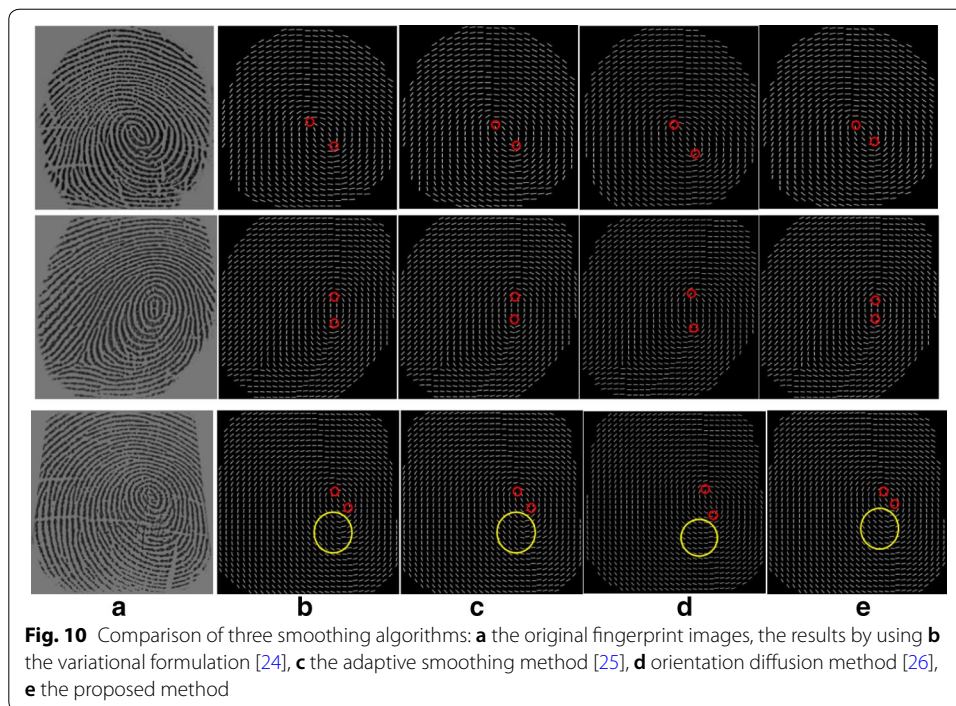 a b c d e
Fig. 10 Comparison of three smoothing algorithms: a the original fingerprint images, the results by using b
the variational formulation [24], c the adaptive smoothing method [25], d orientation diffusion method [26],
e the proposed method